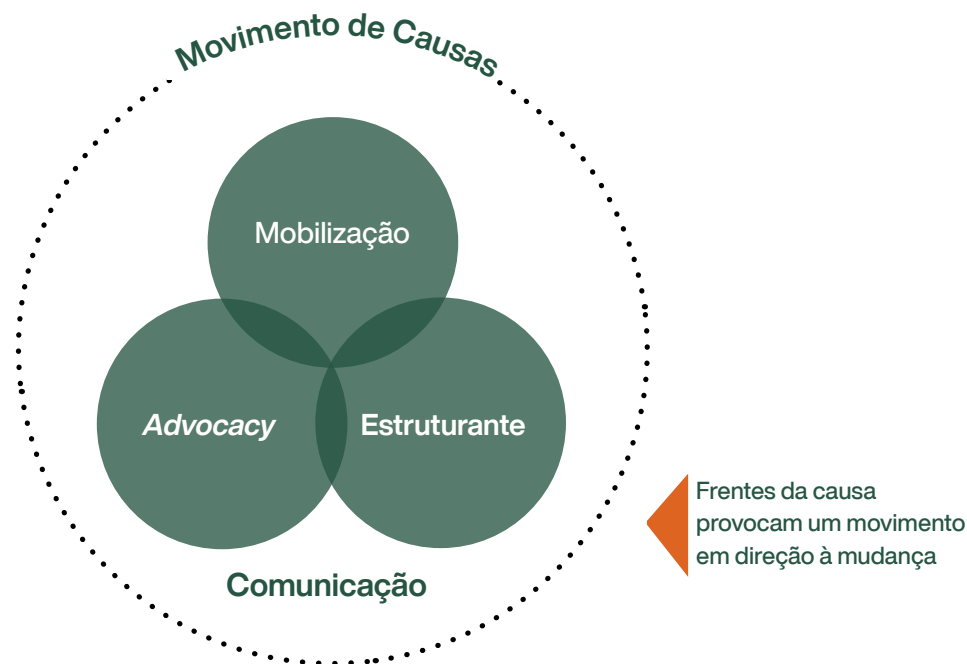 Movimento de Causas
Mobilização
Advocacy
Estruturante
Frentes da causa
provocam um movimento
em direção à mudança
Comunicação